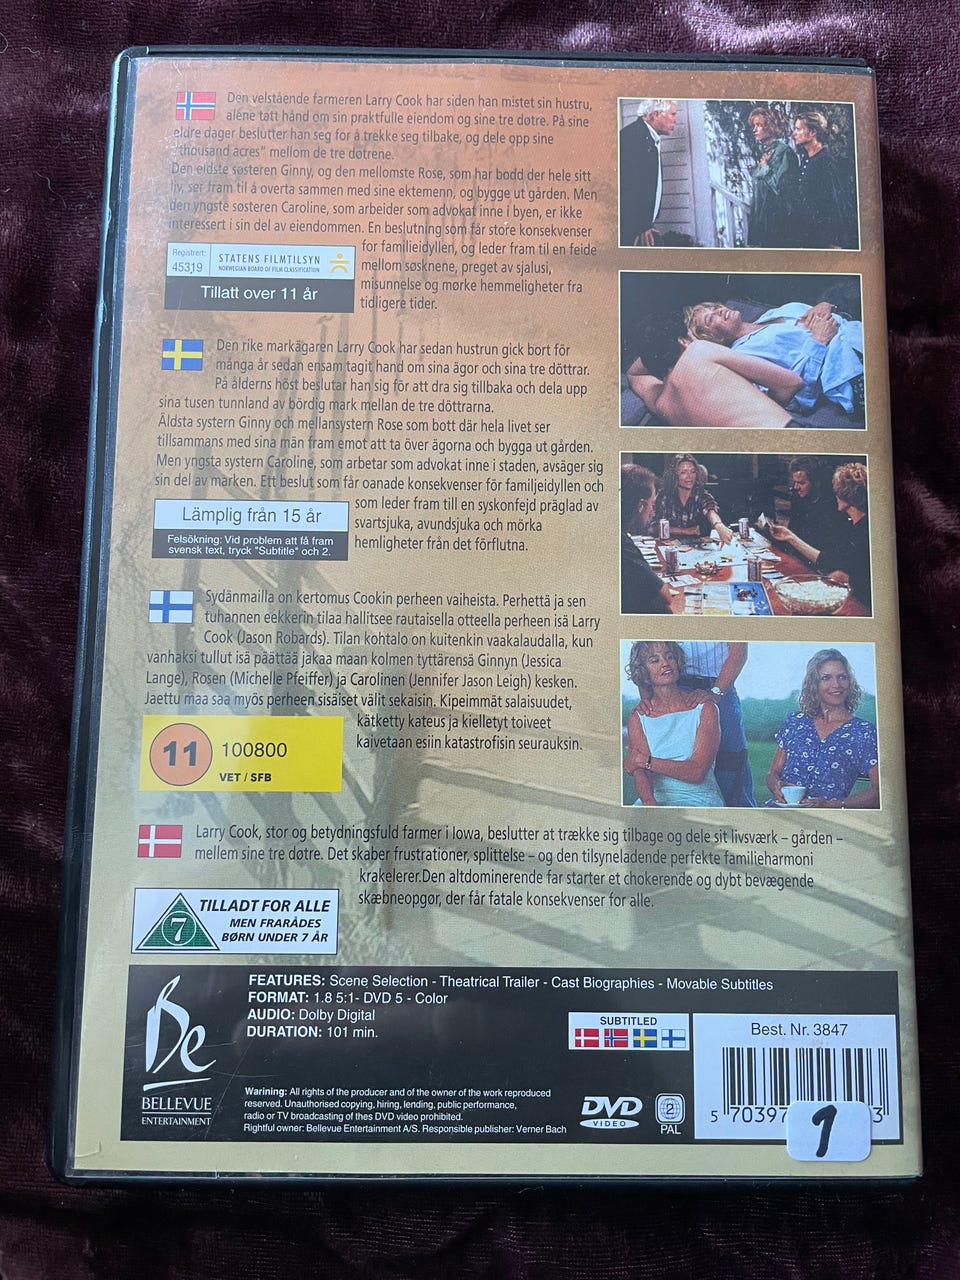 Den velstående farmeren Larry Cook har siden han mistet sin hustru,
alene tatt hånd om sin praktfulle eiendom og sine tre døtre. På sine
eldre dager beslutter han seg for å trekke seg tilbake, og dele opp sine
"thousand acres" mellom de tre døtrene.
Den eldste søsteren Ginny, og den mellomste Rose, som har bodd der hele sitt
liv, ser fram til å overta sammen med sine ektemenn, og bygge ut gården. Men
den yngste søsteren Caroline, som arbeider som advokat inne i byen, er ikke
interessert i sin del av eiendommen. En beslutning som får store konsekvenser
for familieidyllen, og leder fram til en feide
mellom søsknene, preget av sjalusi,
misunnelse og mørke hemmeligheter fra
tidligere tider.
Registrert:
45319
STATENS FILMTILSYN
NORWEGIAN BOARD OF FILM CLASSIFICATION
Tillatt over 11 år
Den rike markägaren Larry Cook har sedan hustrun gick bort för
många år sedan ensam tagit hand om sina ägor och sina tre döttrar.
På ålderns höst beslutar han sig för att dra sig tillbaka och dela upp
sina tusen tunnland av bördig mark mellan de tre döttrarna.
Äldsta systern Ginny och mellansystern Rose som bott där hela livet ser
tillsammans med sina män fram emot att ta över ägorna och bygga ut gården.
Men yngsta systern Caroline, som arbetar som advokat inne i staden, avsäger sig
sin del av marken. Ett beslut som får oanade konsekvenser för familjeidyllen och
som leder fram till en syskonfejd präglad av
svartsjuka, avundsjuka och mörka
hemligheter från det förflutna.
Lämplig från 15 år
Felsökning: Vid problem att få fram
svensk text, tryck "Subtitle" och 2.
Sydänmailla on kertomus Cookin perheen vaiheista. Perhettä ja sen
tuhannen eekkerin tilaa hallitsee rautaisella otteella perheen isä Larry
Cook (Jason Robards). Tilan kohtalo on kuitenkin vaakalaudalla, kun
vanhaksi tullut isä päättää jakaa maan kolmen tyttärensä Ginnyn (Jessica
Lange), Rosen (Michelle Pfeiffer) ja Carolinen (Jennifer Jason Leigh) kesken.
Jaettu maa saa myös perheen sisäiset välit sekaisin. Kipeimmät salaisuudet,
kätketty kateus ja kielletyt toiveet
kaivetaan esiin katastrofisin seurauksin.
11
100800
VET / SFB
Larry Cook, stor og betydningsfuld farmer i Iowa, beslutter at trække sig tilbage og dele sit livsværk – gården –
mellem sine tre døtre. Det skaber frustrationer, splittelse – og den tilsyneladende perfekte familieharmoni
krakelerer.Den altdominerende far starter et chokerende og dybt bevægende
skæbneopgør, der får fatale konsekvenser for alle.
7
TILLADT FOR ALLE
MEN FRARÅDES
BØRN UNDER 7 ÅR
Be
BELLEVUE
ENTERTAINMENT
FEATURES: Scene Selection - Theatrical Trailer - Cast Biographies - Movable Subtitles
FORMAT: 1.8 5:1- DVD 5 - Color
AUDIO: Dolby Digital
DURATION: 101 min.
SUBTITLED
Warning: All rights of the producer and of the owner of the work reproduced
reserved. Unauthorised copying, hiring, lending, public performance,
radio or TV broadcasting of thes DVD video prohibited.
Rightful owner: Bellevue Entertainment A/S. Responsible publisher: Verner Bach
DVD
VIDEO
2
PAL
Best. Nr. 3847
5 70397 3
1